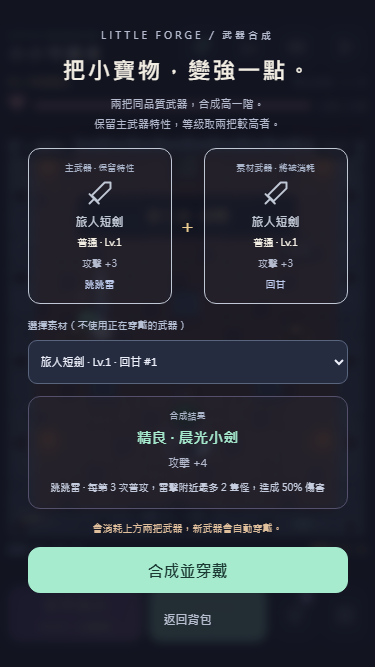 LITTLE FORGE / 武器合成
把小寶物，變強一點。
兩把同品質武器，合成高一階。
保留主武器特性，等級取兩把較高者。
主武器 · 保留特性
旅人短劍
普通 · Lv.1
攻擊 +3
跳跳雷
+
素材武器 · 將被消耗
旅人短劍
普通 · Lv.1
攻擊 +3
回甘
選擇素材（不使用正在穿戴的武器）
旅人短劍 · Lv.1 · 回甘 #1
合成結果
精良 · 晨光小劍
攻擊 +4
跳跳雷 · 每第 3 次普攻，雷擊附近最多 2 隻怪，造成 50% 傷害
會消耗上方兩把武器，新武器會自動穿戴。
合成並穿戴
返回背包